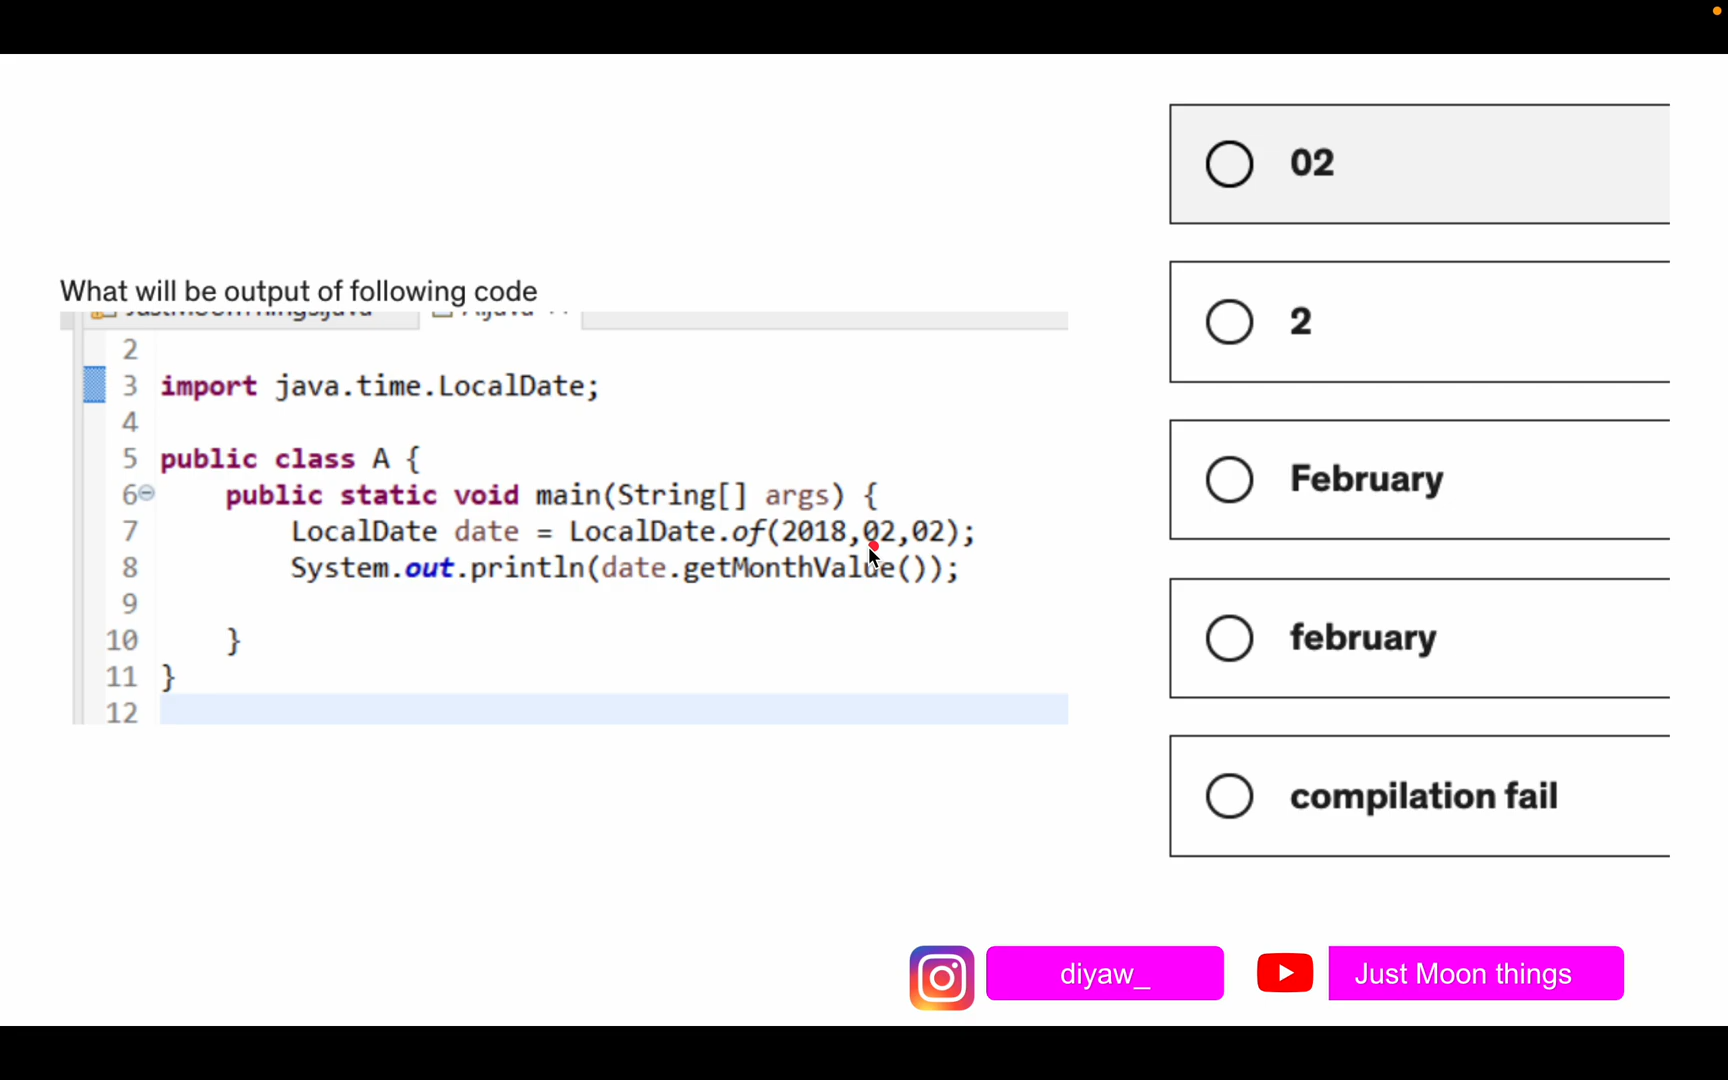 What will be output of following code
2
3 import java.time.LocalDate;
4
5 public class A {
6 public static void main(String[] args) {
7 LocalDate date = LocalDate.of(2018,02,02);
8 System.out.println(date.getMonthValue());
9
10 }
11 }
12
02
2
February
february
compilation fail
diyaw_
Just Moon things